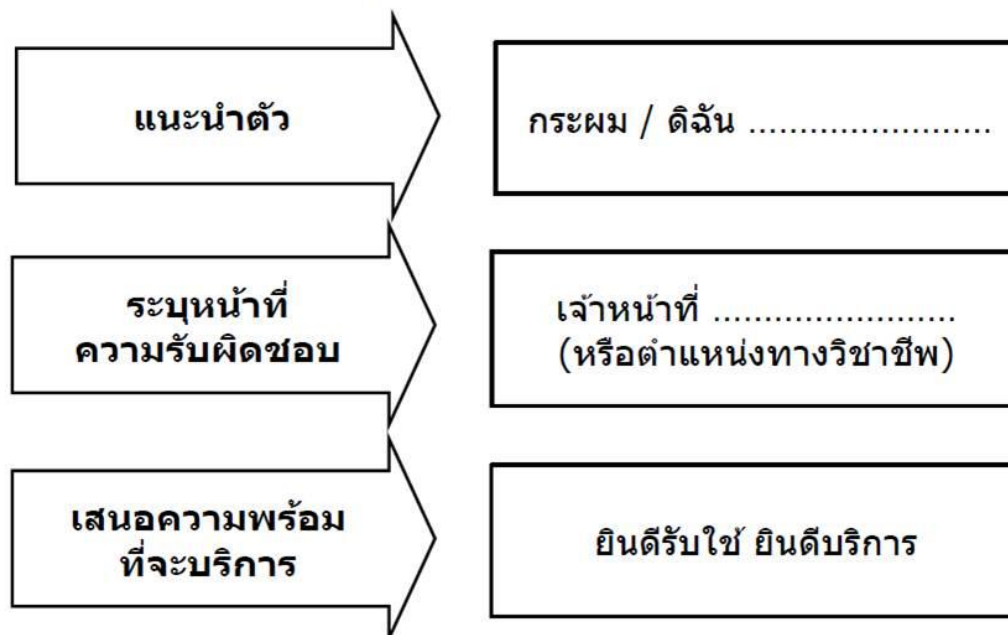 แนะนำตัว
กระผม / ดิฉัน ........................
ระบุหน้าที่
ความรับผิดชอบ
เจ้าหน้าที่ ........................
(หรือตำแหน่งทางวิชาชีพ)
เสนอความพร้อม
ที่จะบริการ
ยินดีรับใช้ ยินดีบริการ